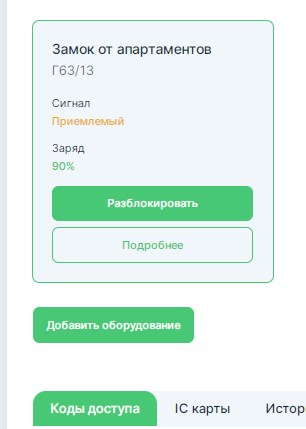 Замок от апартаментов
Г63/13
Сигнал
Приемлемый
Заряд
90%
Разблокировать
Подробнее
Добавить оборудование
Коды доступа
IC карты
Истор